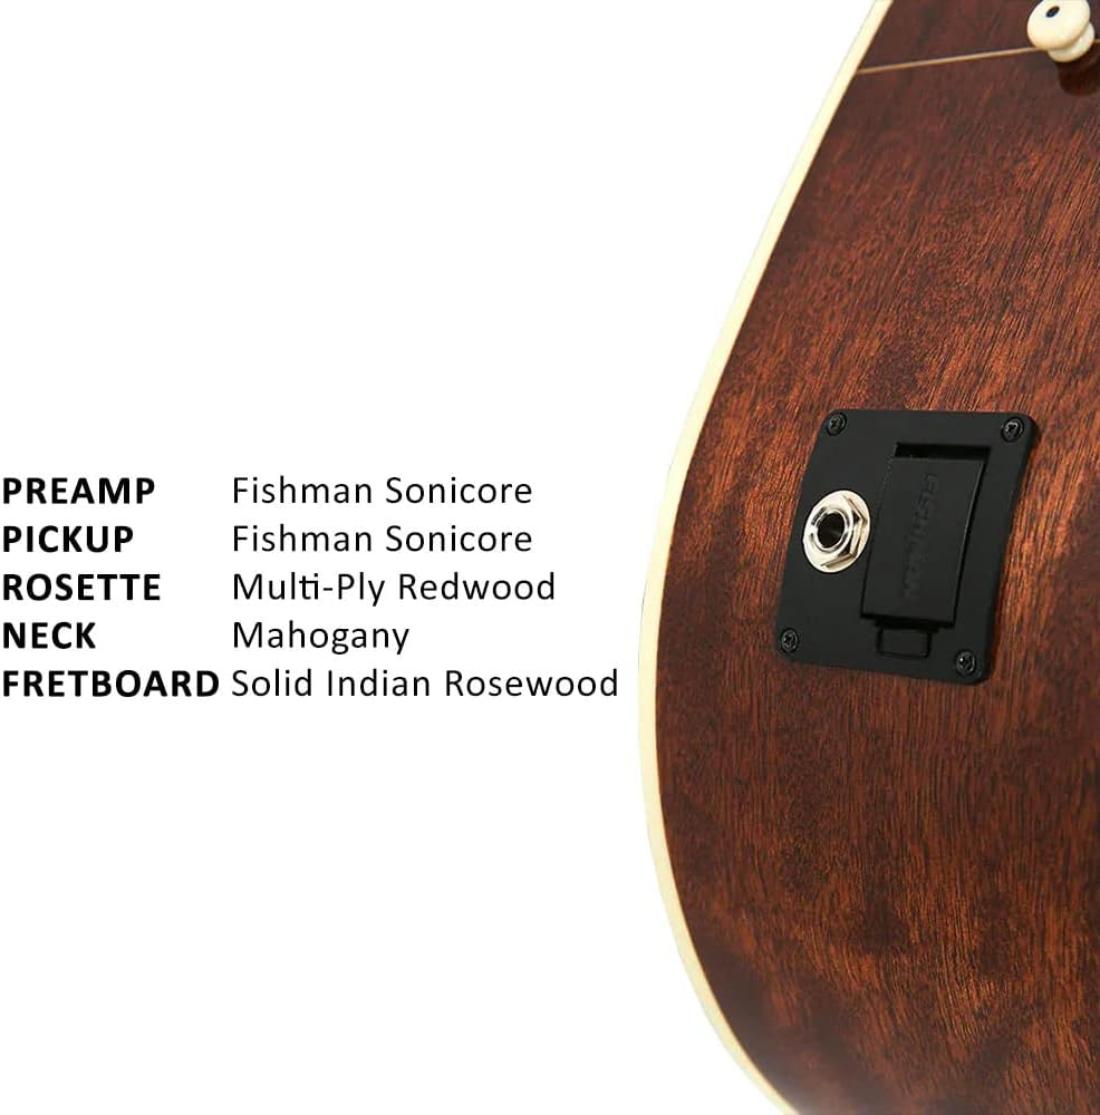 PREAMP Fishman Sonicore
PICKUP Fishman Sonicore
ROSETTE Multi-Ply Redwood
NECK Mahogany
FRETBOARD Solid Indian Rosewood
FISHMAN